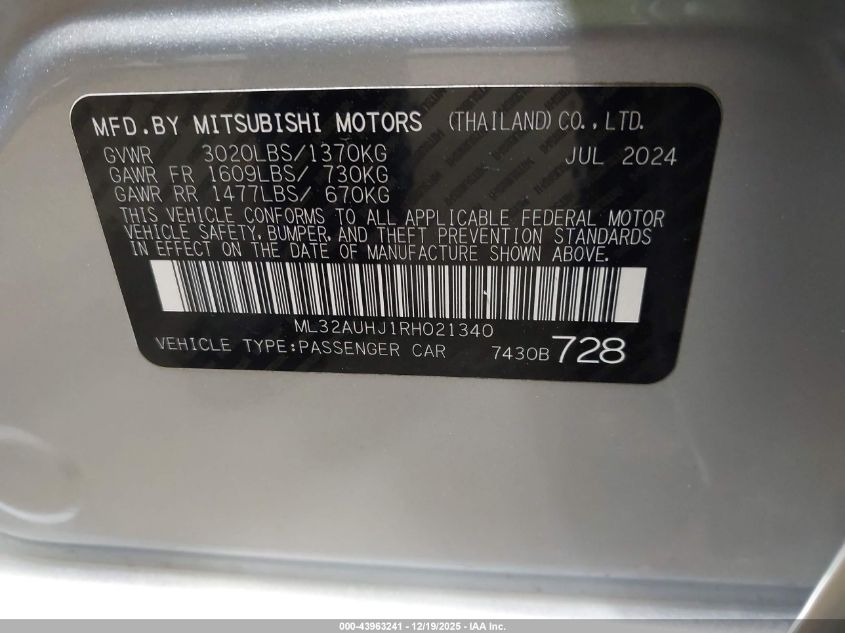 MFD.BY MITSUBISHI MOTORS (THAILAND) CO.,LTD.
GVWR 3020LBS/1370KG JUL 2024
GAWR FR 1609LBS/ 730KG
GAWR RR 1477LBS/ 670KG
THIS VEHICLE CONFORMS TO ALL APPLICABLE FEDERAL MOTOR
VEHICLE SAFETY, BUMPER, AND THEFT PREVENTION STANDARDS
IN EFFECT ON THE DATE OF MANUFACTURE SHOWN ABOVE.
ML32AUHJ1RH021340
VEHICLE TYPE:PASSENGER CAR 7430B 728
000-43963241 - 12/19/2025 - IAA Inc.